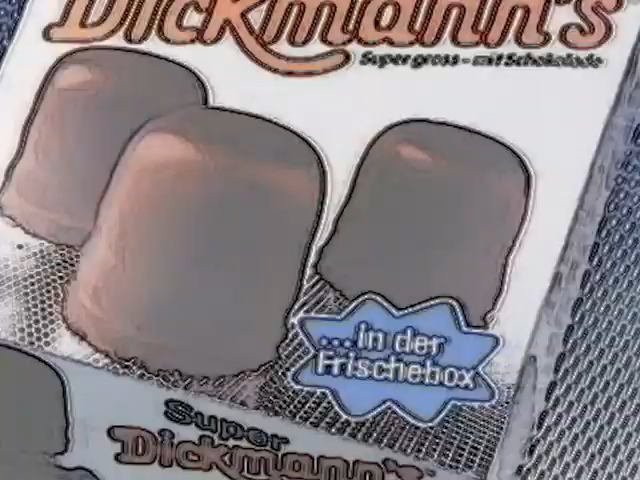 Dickmann's
Super gross - mit Schokolade
...in der
Frischebox
Super
Dickmann's